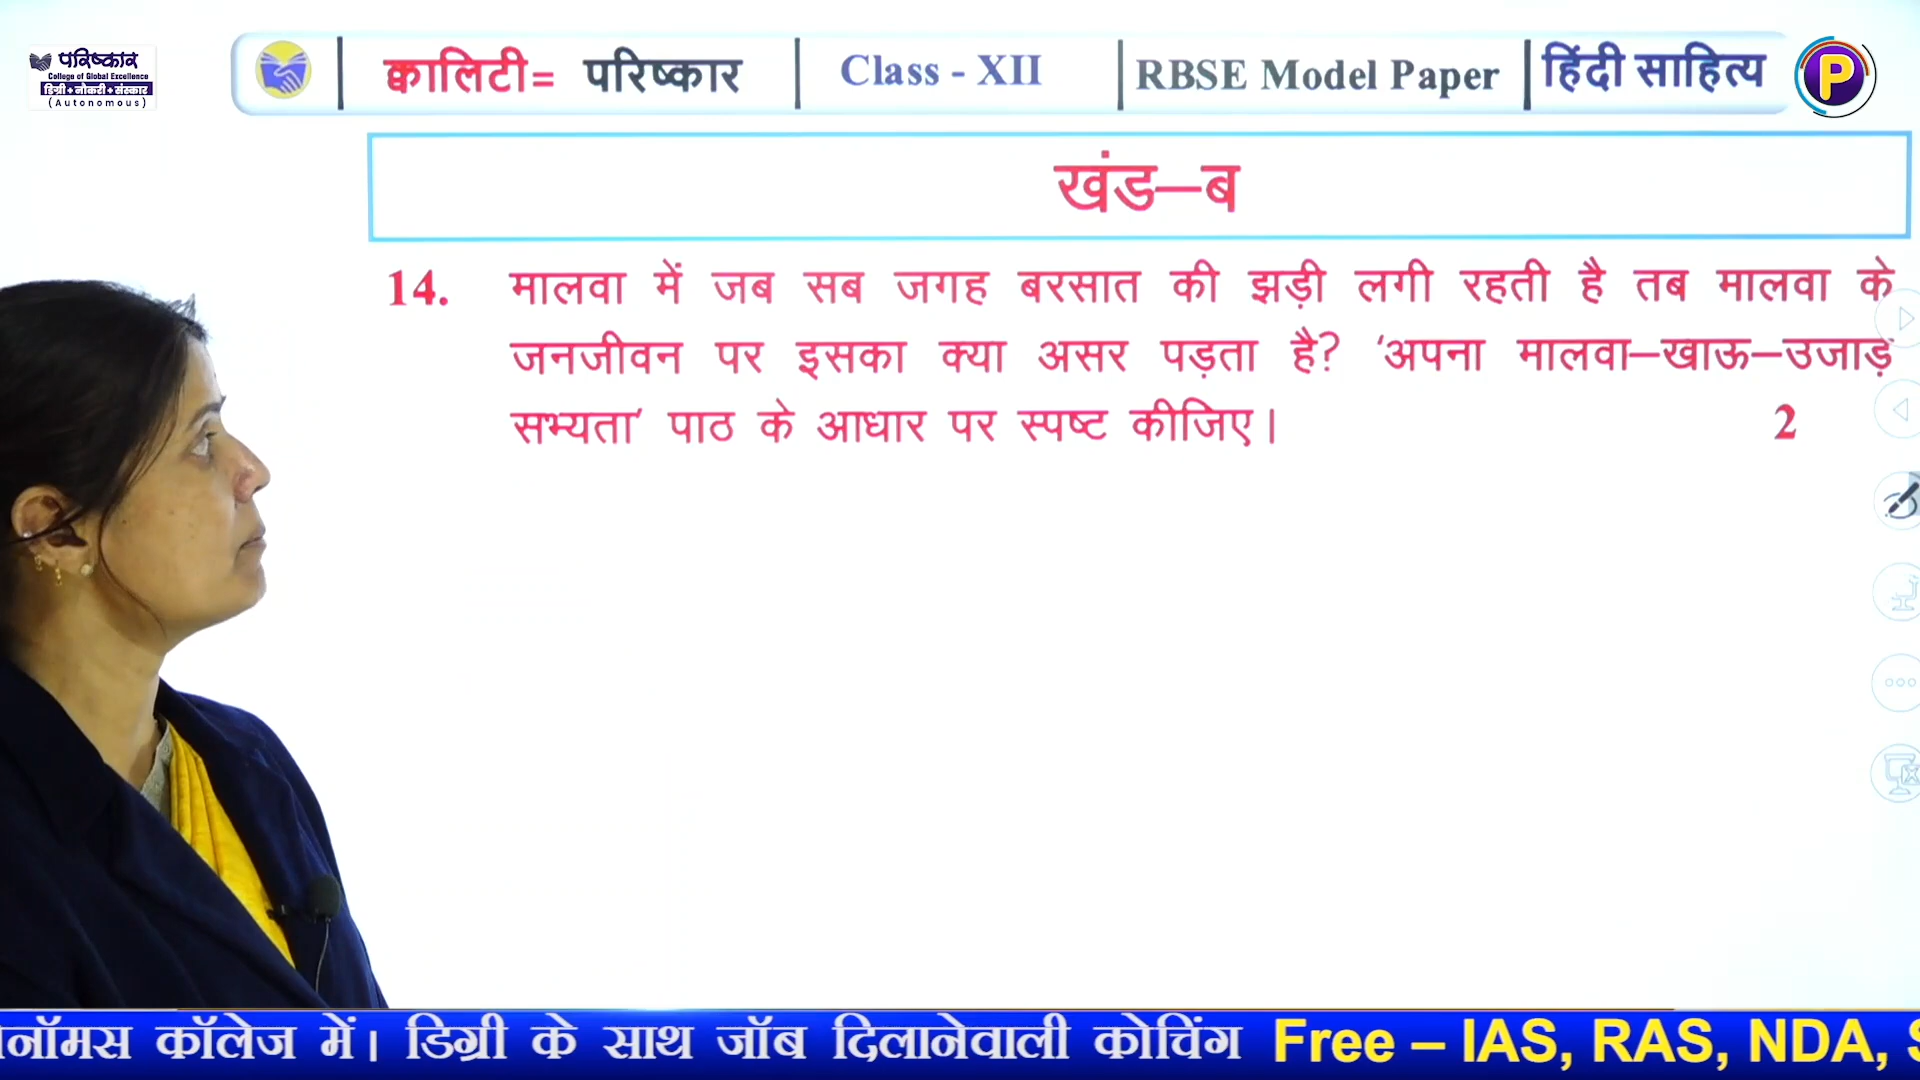 परिष्कार
College of Global Excellence
डिग्री + नौकरी + संस्कार
(Autonomous)
क्वालिटी= परिष्कार
Class - XII
RBSE Model Paper
हिंदी साहित्य
P
खंड–ब
14. मालवा में जब सब जगह बरसात की झड़ी लगी रहती है तब मालवा के
जनजीवन पर इसका क्या असर पड़ता है? 'अपना मालवा–खाऊ–उजाड़
सभ्यता' पाठ के आधार पर स्पष्ट कीजिए। 2
नॉमस कॉलेज में। डिग्री के साथ जॉब दिलानेवाली कोचिंग Free – IAS, RAS, NDA,